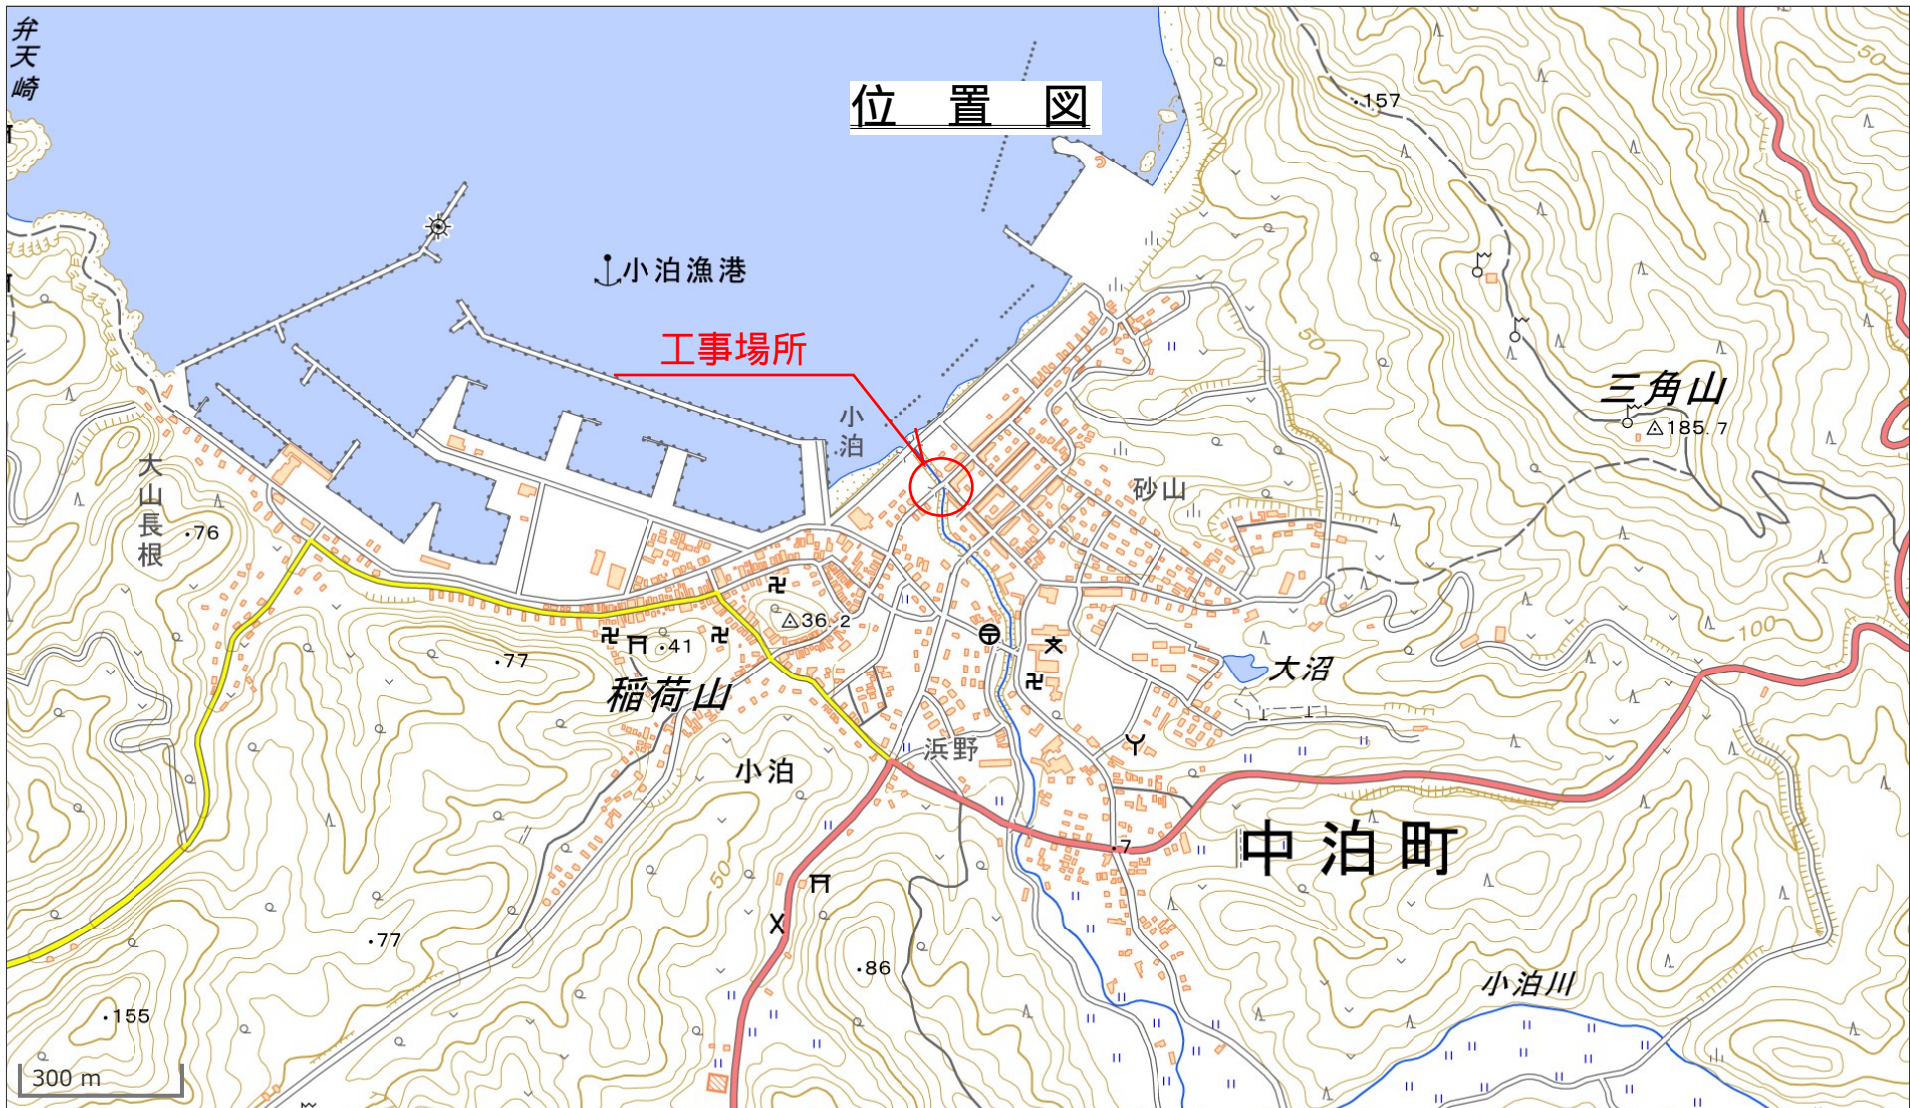 弁天崎
位置図
157
50
小泊漁港
工事場所
50
三角山
185.7
小泊
大山長根
砂山
76
36.2
41
77
100
大沼
稲荷山
浜野
小泊
7
中泊町
50
77
86
小泊川
155
300 m